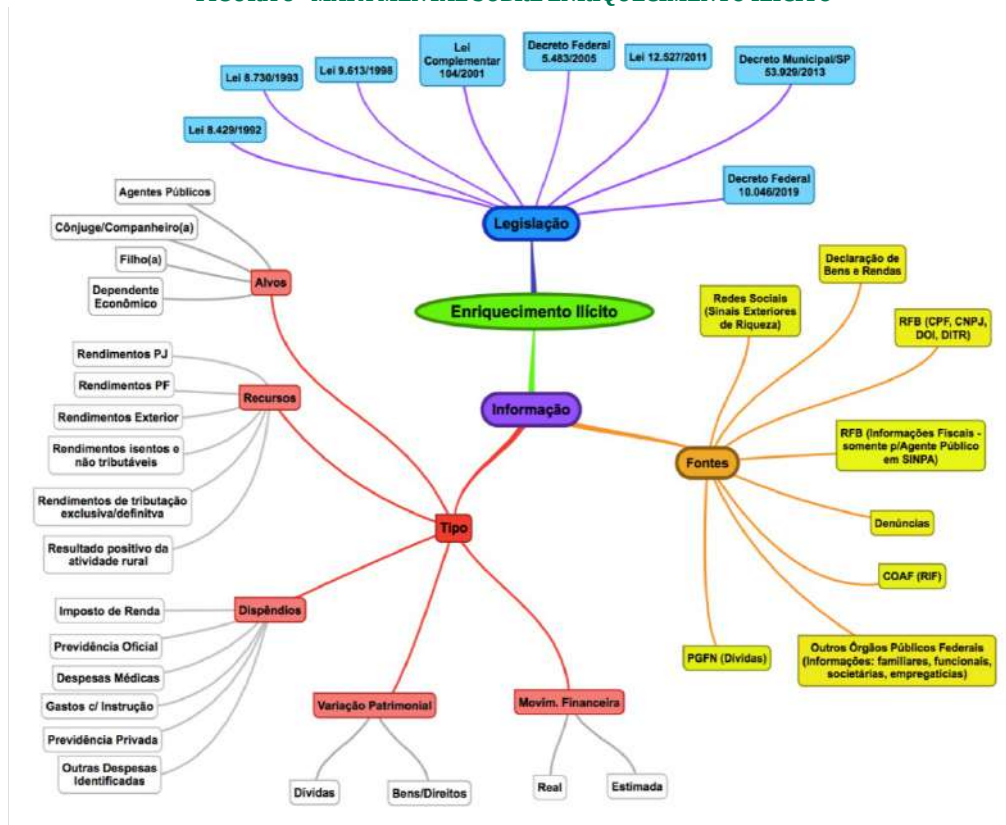 Lei 8.429/1992
Lei 8.730/1993
Lei 9.613/1998
Lei
Complementar
104/2001
Decreto Federal
5.483/2005
Lei 12.527/2011
Decreto Municipal/SP
53.929/2013
Decreto Federal
10.046/2019
Legislação
Enriquecimento Ilícito
Informação
Agentes Públicos
Cônjuge/Companheiro(a)
Filho(a)
Dependente
Econômico
Alvos
Rendimentos PJ
Rendimentos PF
Rendimentos Exterior
Rendimentos isentos e
não tributáveis
Rendimentos de tributação
exclusiva/definitva
Resultado positivo da
atividade rural
Recursos
Tipo
Imposto de Renda
Previdência Oficial
Despesas Médicas
Gastos c/ Instrução
Previdência Privada
Outras Despesas
Identificadas
Dispêndios
Variação Patrimonial
Dívidas
Bens/Direitos
Movim. Financeira
Real
Estimada
Fontes
Redes Sociais
(Sinais Exteriores
de Riqueza)
Declaração de
Bens e Rendas
RFB (CPF, CNPJ,
DOI, DITR)
RFB (Informações Fiscais -
somente p/Agente Público
em SINPA)
Denúncias
COAF (RIF)
Outros Órgãos Públicos Federais
(Informações: familiares, funcionais,
societárias, empregatícias)
PGFN (Dívidas)